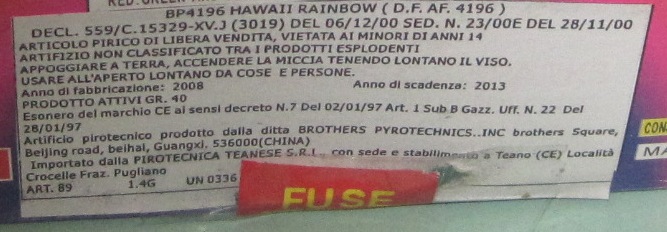 BP4196 HAWAII RAINBOW ( D.F. AF. 4196 )
DECL. 559/C.15329-XV.J (3019) DEL 06/12/00 SED. N. 23/00E DEL 28/11/00
ARTICOLO PIRICO DI LIBERA VENDITA, VIETATA AI MINORI DI ANNI 14
ARTIFIZIO NON CLASSIFICATO TRA I PRODOTTI ESPLODENTI
APPOGGIARE A TERRA, ACCENDERE LA MICCIA TENENDO LONTANO IL VISO.
USARE ALL'APERTO LONTANO DA COSE E PERSONE.
Anno di fabbricazione: 2008 Anno di scadenza: 2013
PRODOTTO ATTIVI GR. 40
Esonero del marchio CE ai sensi decreto N.7 Del 02/01/97 Art. 1 Sub B Gazz. Uff. N. 22 Del
28/01/97
Artificio pirotecnico prodotto dalla ditta BROTHERS PYROTECHNICS..INC brothers Square,
Beijing road, beihai, Guangxi. 536000(CHINA)
Importato dalla PIROTECNICA TEANESE S.R.L. con sede e stabilimento a Teano (CE) Località
Crocelle Fraz. Pugliano
ART. 89 1.4G UN 0336
FUSE
CON
MA